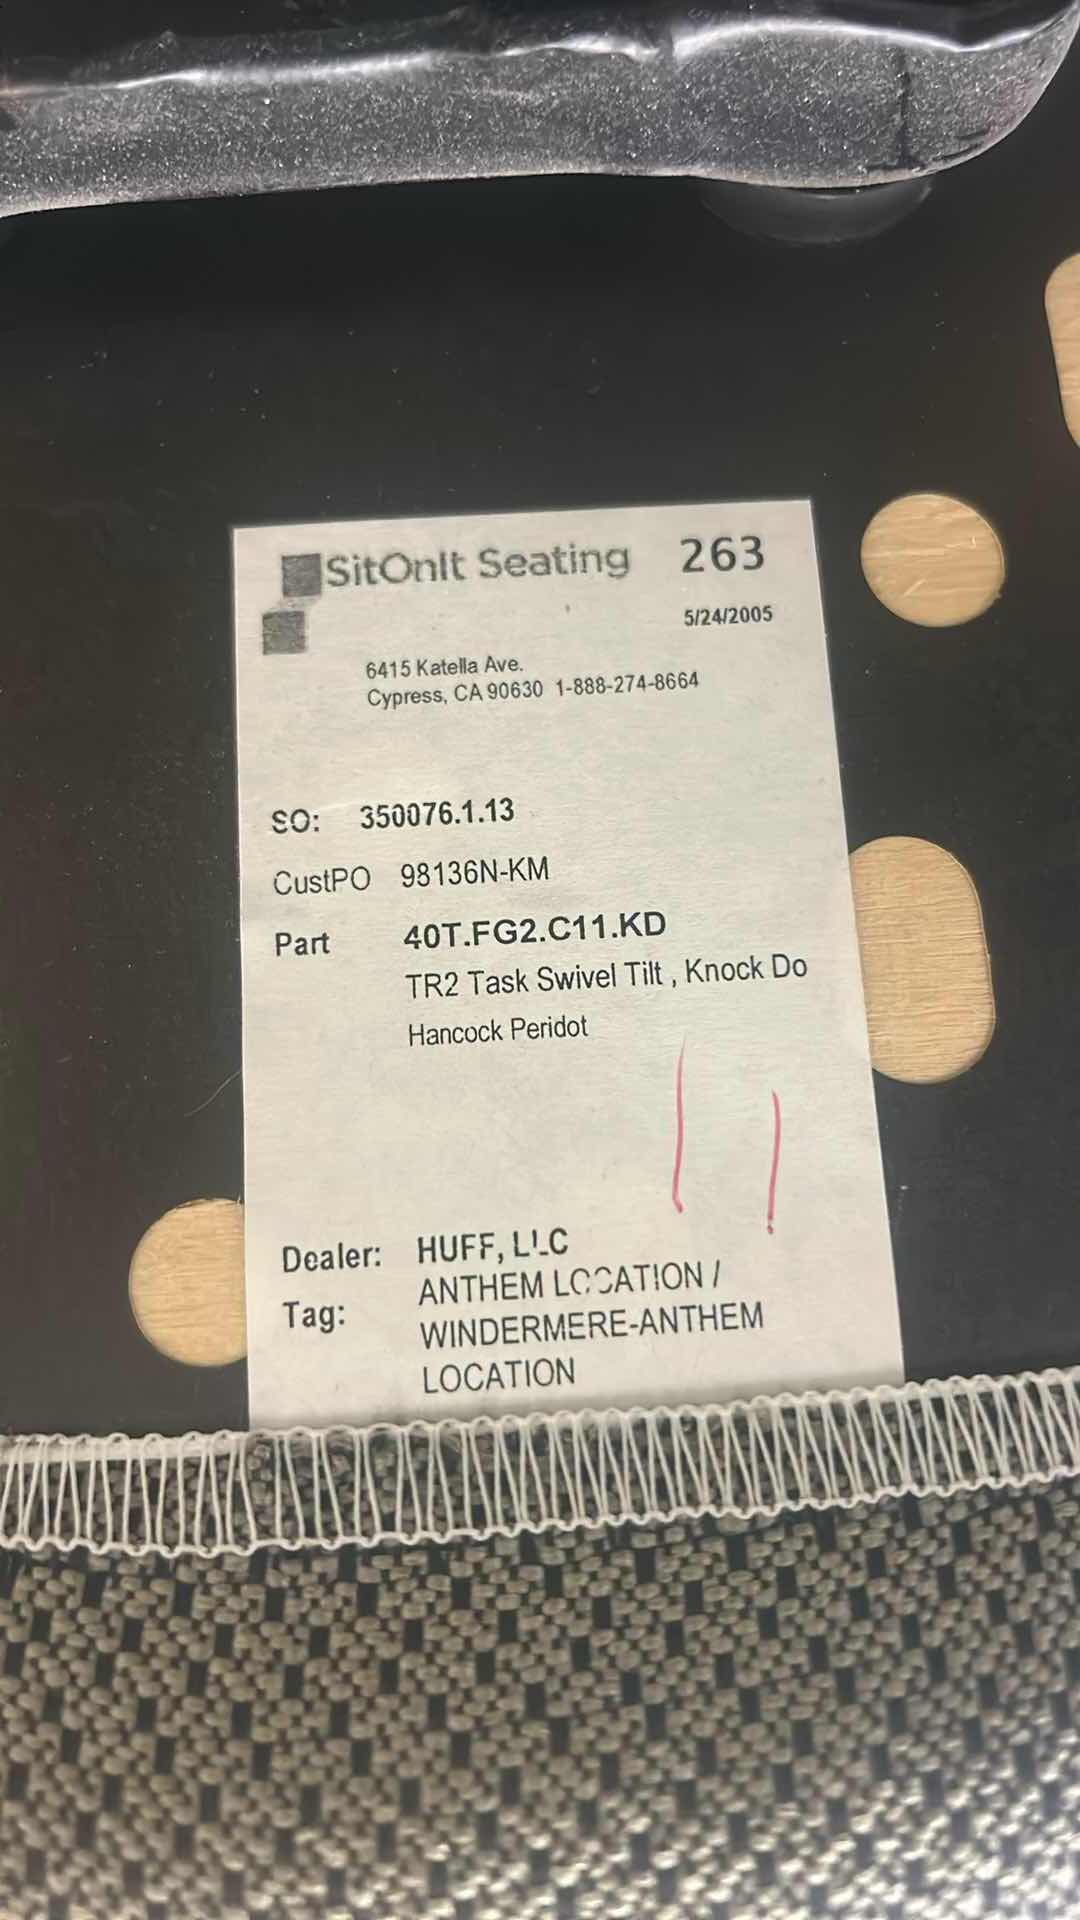 SitOnIt Seating 263
5/24/2005
6415 Katella Ave.
Cypress, CA 90630 1-888-274-8664
SO: 350076.1.13
CustPO 98136N-KM
Part 40T.FG2.C11.KD
TR2 Task Swivel Tilt , Knock Do
Hancock Peridot
Dealer: HUFF, LLC
Tag: ANTHEM LOCATION /
WINDERMERE-ANTHEM
LOCATION